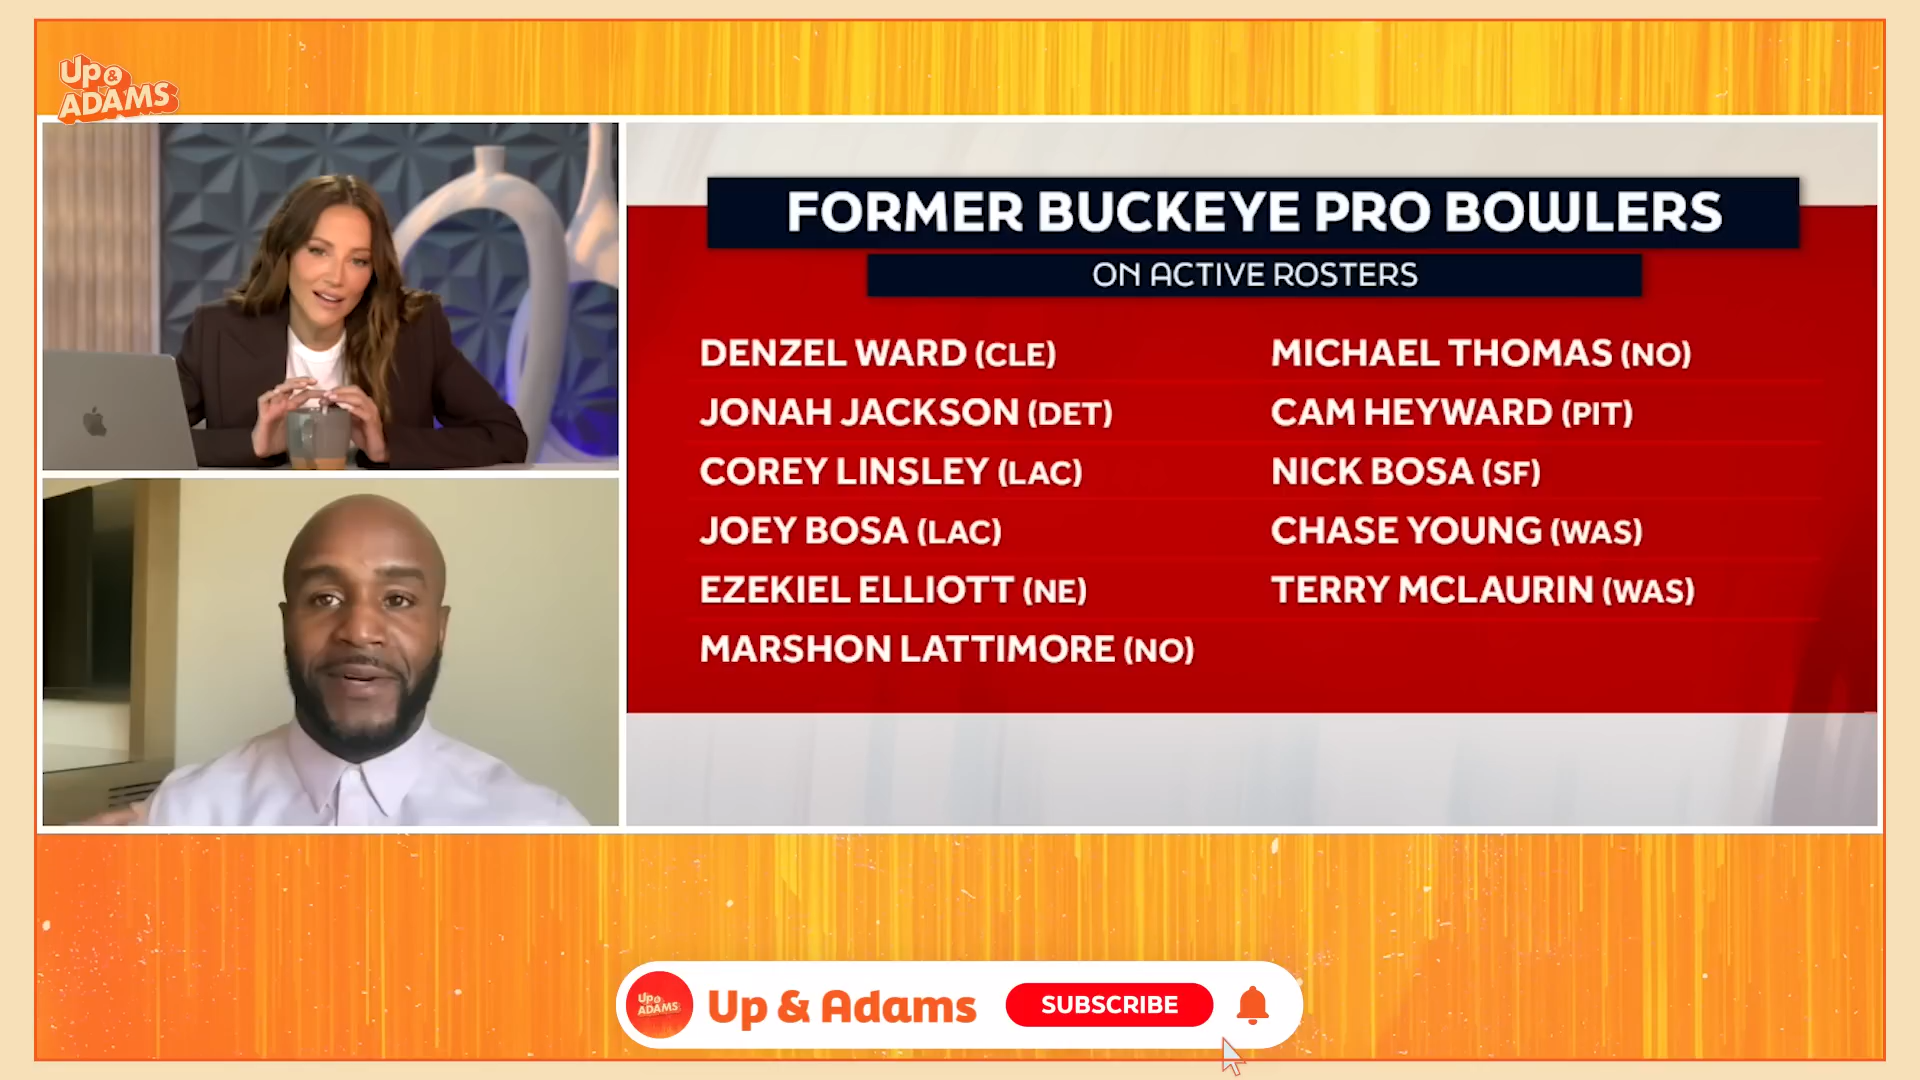 Up &
ADAMS
FORMER BUCKEYE PRO BOWLERS
ON ACTIVE ROSTERS
DENZEL WARD (CLE)
JONAH JACKSON (DET)
COREY LINSLEY (LAC)
JOEY BOSA (LAC)
EZEKIEL ELLIOTT (NE)
MARSHON LATTIMORE (NO)
MICHAEL THOMAS (NO)
CAM HEYWARD (PIT)
NICK BOSA (SF)
CHASE YOUNG (WAS)
TERRY MCLAURIN (WAS)
Up &
ADAMS
Up & Adams
SUBSCRIBE